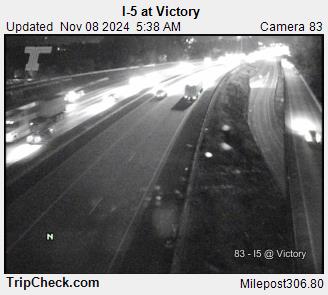 I-5 at Victory
Updated Nov 08 2024 5:38 AM Camera 83
T
N
83 - I5 @ Victory
TripCheck.com Milepost306.80